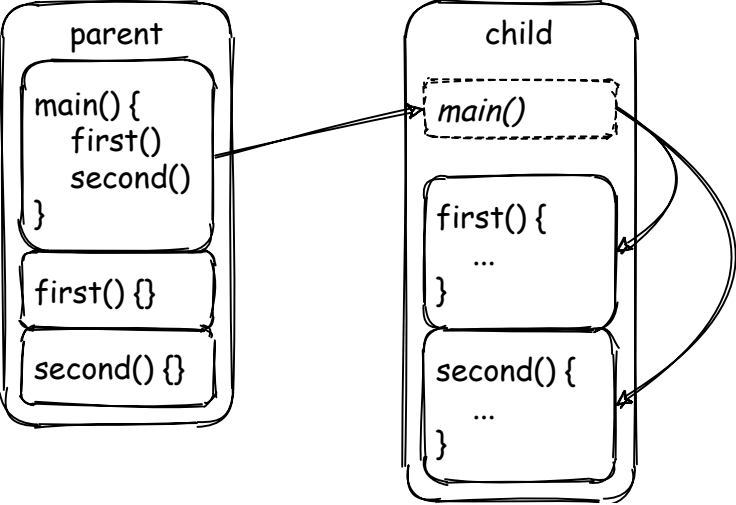 parent
main() {
first()
second()
}
first() {}
second() {}
child
main()
first() {
...
}
second() {
...
}